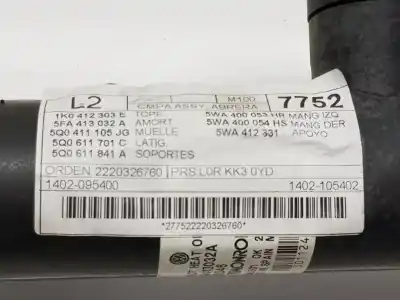 L2 CMPA ASSY ABRERA M100 7752
1K0 412 303 E TOPE 5WA 400 053 HR MANG IZQ
5FA 413 032 A AMORT 5WA 400 054 HS MANG DER
5Q0 411 105 JG MUELLE 5WA 412 331 APOYO
5Q0 611 701 C LATIG.
5Q0 611 841 A SOPORTES
ORDEN 2220326760 PRS L0R KK3 0YD
1402-095400 1402-105402
*277522220326760*